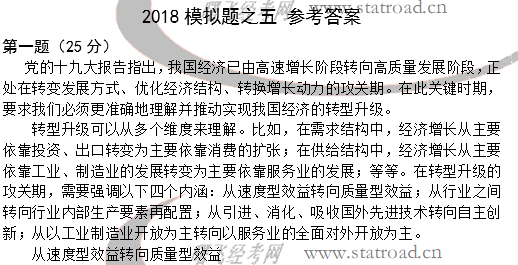 www.statroad.cn
2018 模拟题之五 参考答案
第一题（25 分）
党的十九大报告指出，我国经济已由高速增长阶段转向高质量发展阶段，正
处在转变发展方式、优化经济结构、转换增长动力的攻关期。在此关键时期，
要求我们必须更准确地理解并推动实现我国经济的转型升级。
转型升级可以从多个维度来理解。比如，在需求结构中，经济增长从主要
依靠投资、出口转变为主要依靠消费的扩张；在供给结构中，经济增长从主要
依靠工业、制造业的发展转变为主要依靠服务业的发展；等等。在转型升级的
攻关期，需要强调以下四个内涵：从速度型效益转向质量型效益；从行业之间
转向行业内部生产要素再配置；从引进、消化、吸收国外先进技术转向自主创
新；从以工业制造业开放为主转向以服务业的全面对外开放为主。
从速度型效益转向质量型效益
www.statroad.cn